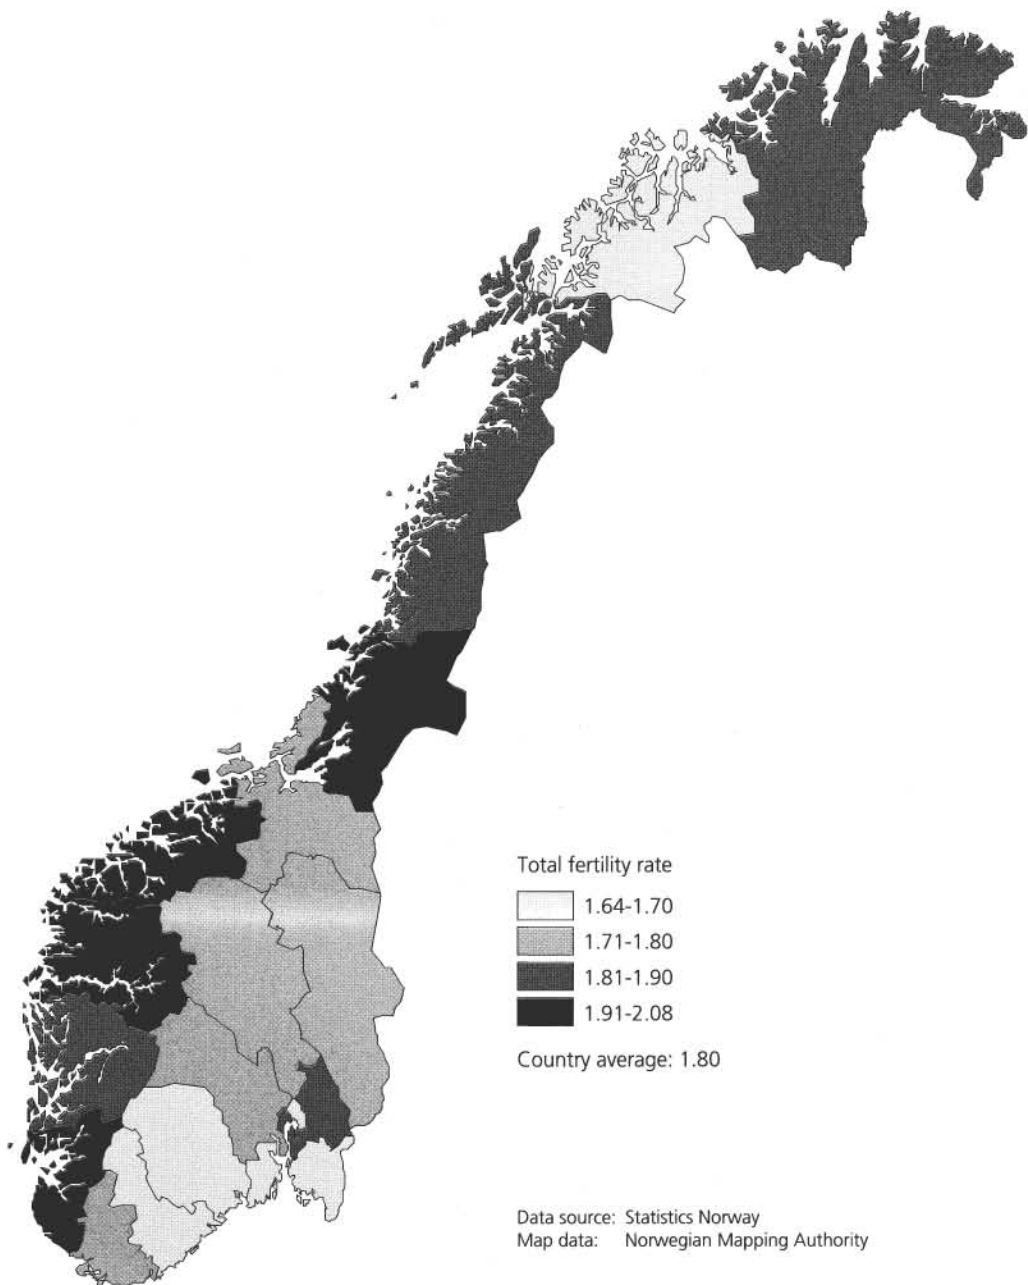 Total fertility rate
1.64-1.70
1.71-1.80
1.81-1.90
1.91-2.08
Country average: 1.80
Data source: Statistics Norway
Map data: Norwegian Mapping Authority